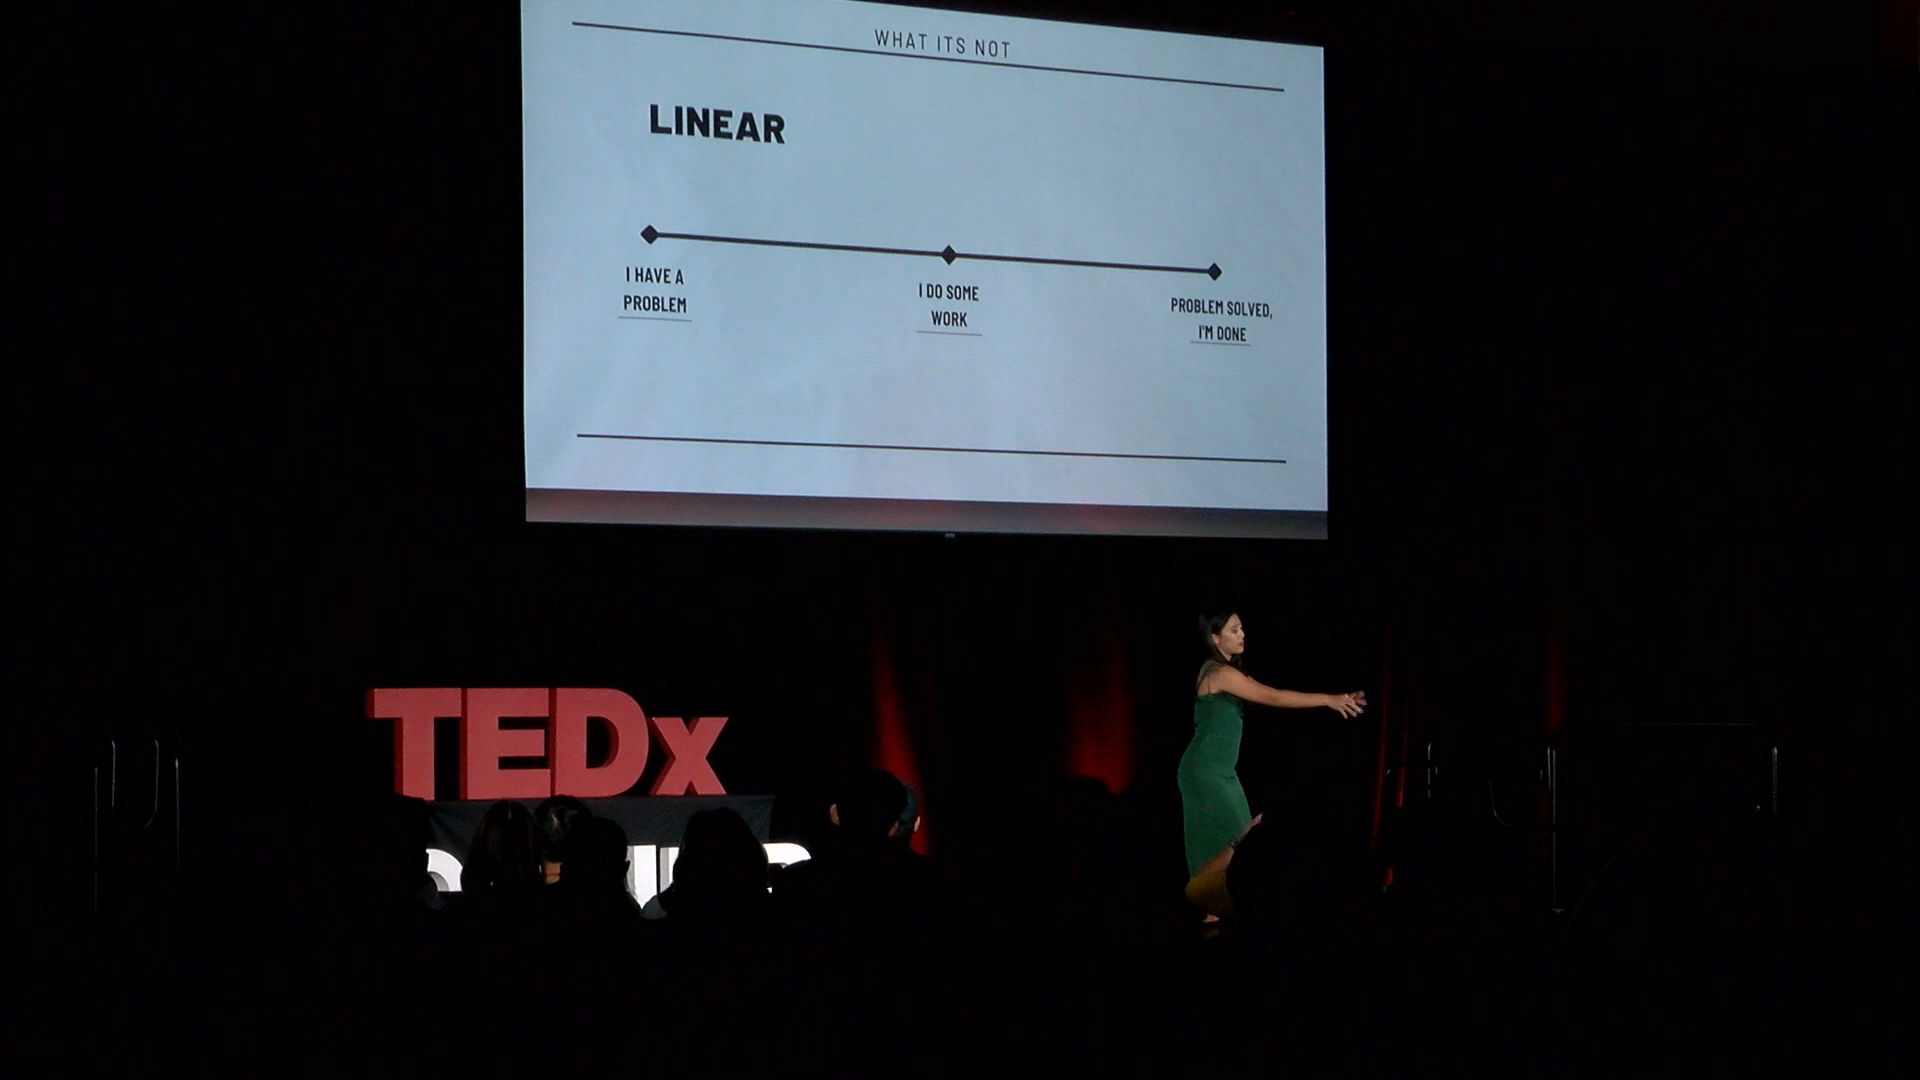 WHAT ITS NOT
LINEAR
I HAVE A
PROBLEM
I DO SOME
WORK
PROBLEM SOLVED,
I'M DONE
TEDx